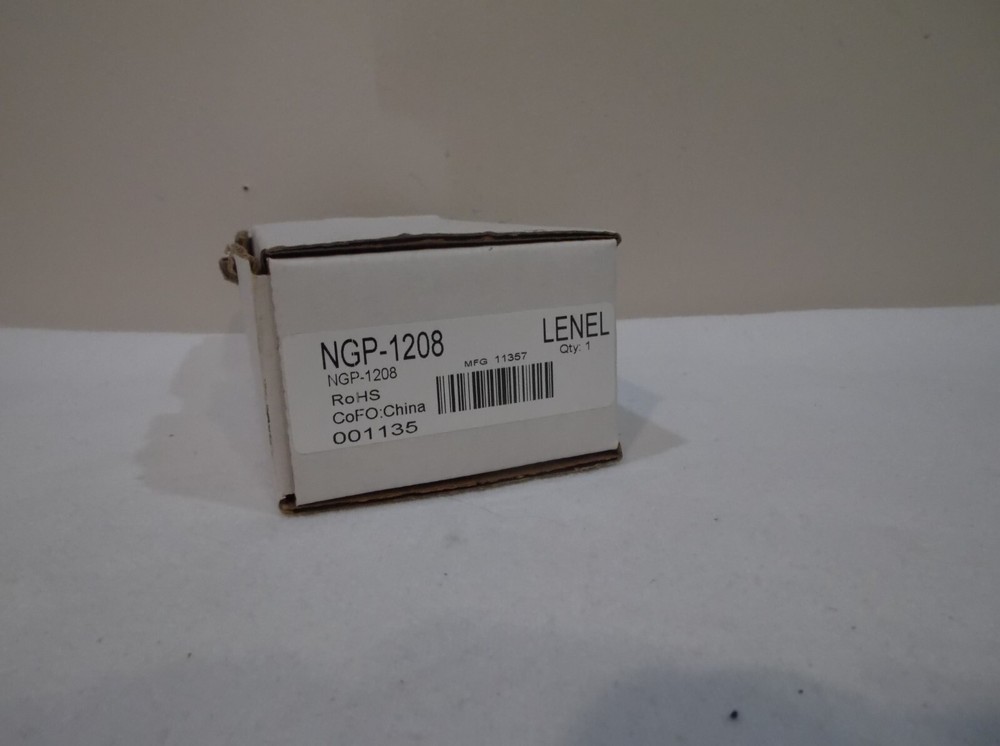 NGP-1208
LENEL
NGP-1208
MFG 11357
Qty: 1
RoHS
CoFO:China
001135